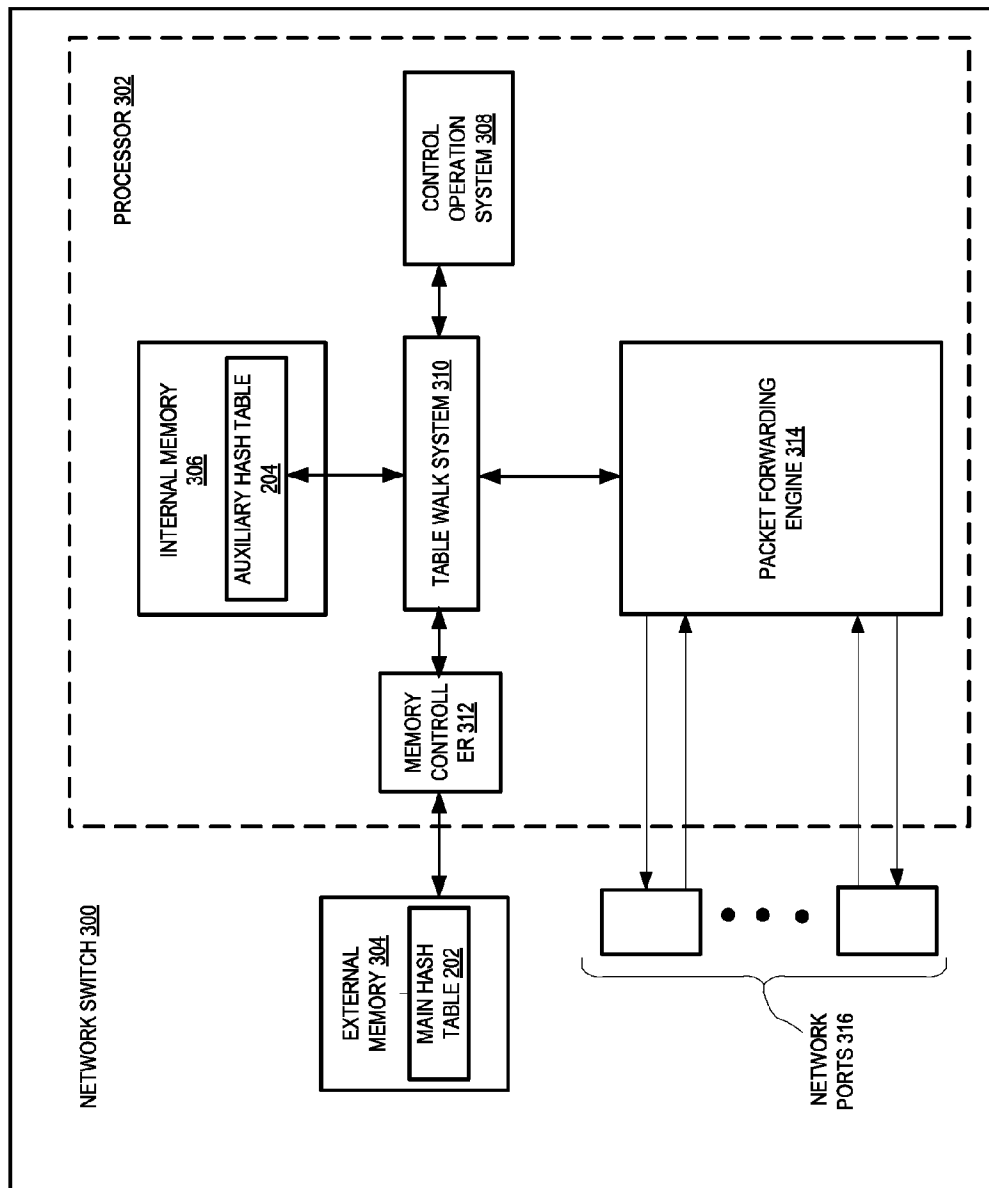 NETWORK SWITCH 300
PROCESSOR 302
EXTERNAL
MEMORY 304
MAIN HASH
TABLE 202
MEMORY
CONTROLL
ER 312
INTERNAL MEMORY
306
AUXILIARY HASH TABLE
204
TABLE WALK SYSTEM 310
CONTROL
OPERATION
SYSTEM 308
NETWORK
PORTS 316
PACKET FORWARDING
ENGINE 314